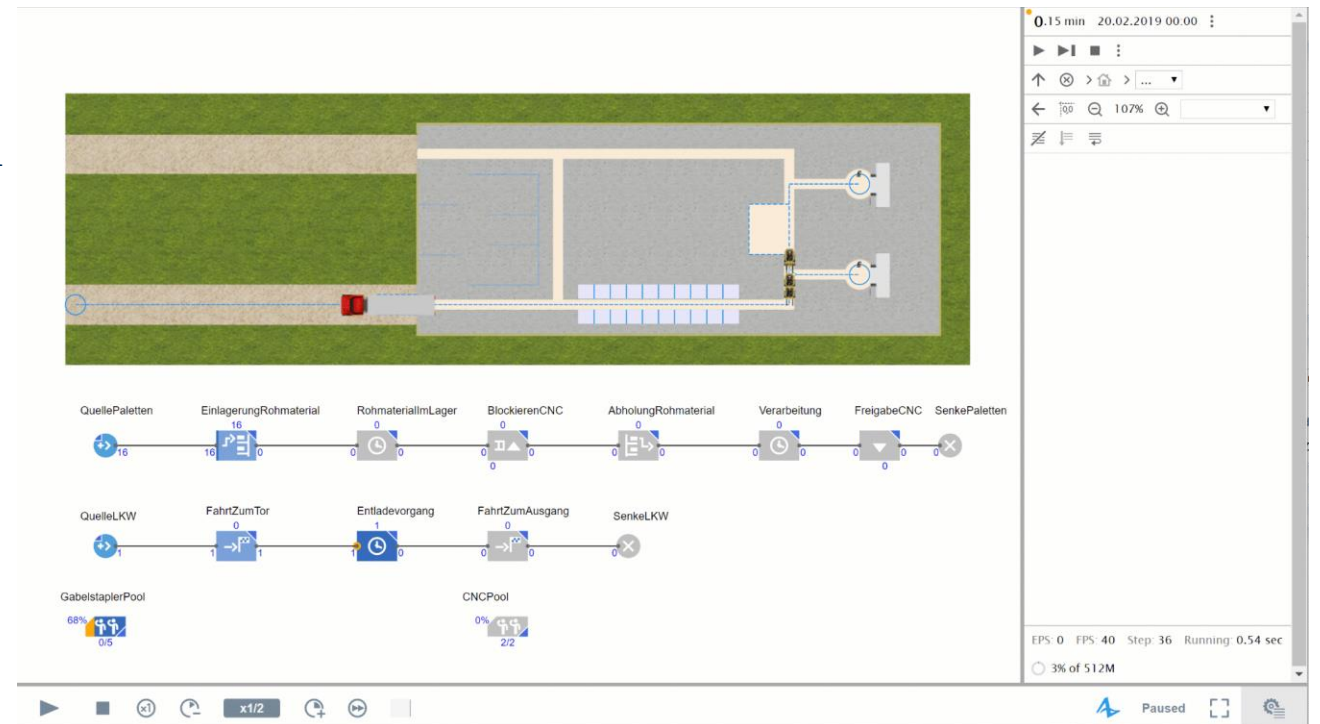 0.15 min 20.02.2019 00:00
...
107%
QuellePaletten EinlagerungRohmaterial RohmaterialImLager BlockierenCNC AbholungRohmaterial Verarbeitung FreigabeCNC SenkePaletten
16 0 0 0 0
16 16 0 0 0 0 0 0 0 0 0 0 0 0
0 0
QuelleLKW FahrtZumTor Entladevorgang FahrtZumAusgang SenkeLKW
0 1 0
1 1 1 1 0 0 0 0
GabelstaplerPool CNCPool
68% 0%
0/5 2/2
EPS: 0 FPS: 40 Step: 36 Running: 0.54 sec
3% of 512M
x1 x1/2 Paused